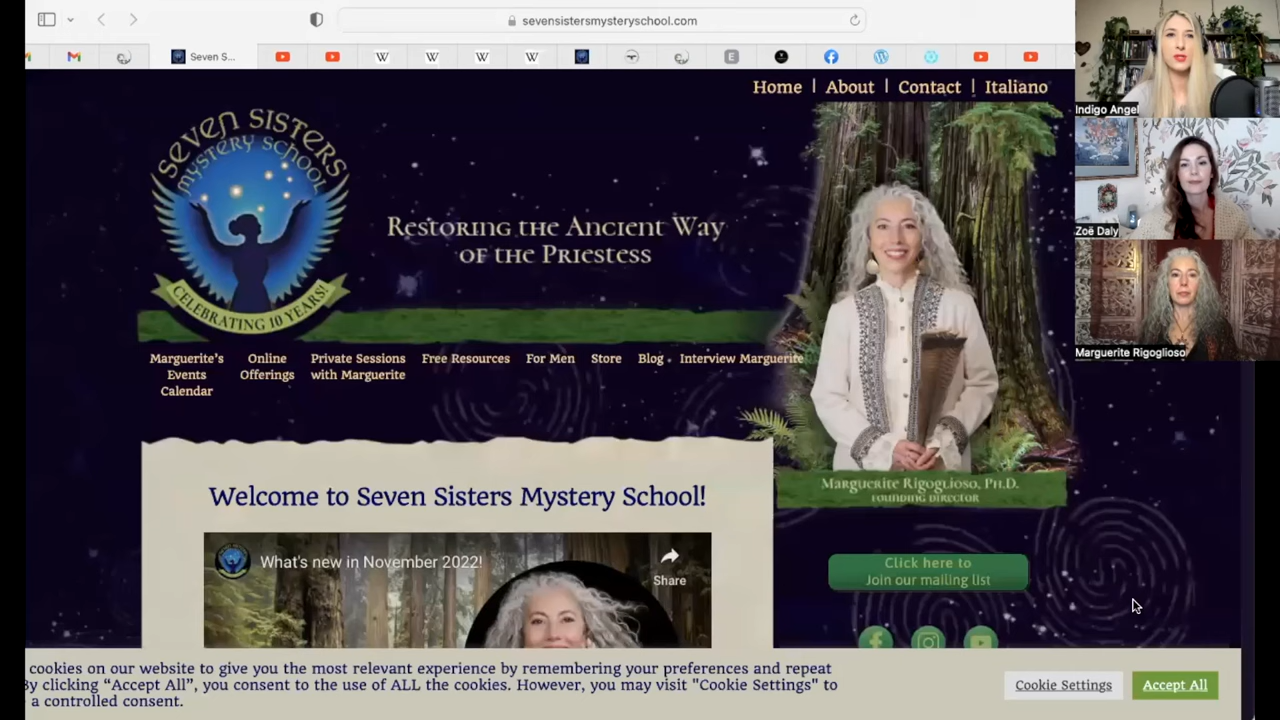 sevensistersmysteryschool.com
Seven S...
Home | About | Contact | Italiano
SEVEN SISTERS
MYSTERY SCHOOL
CELEBRATING 10 YEARS!
Restoring the Ancient Way
of the Priestess
Marguerite's
Events
Calendar
Online
Offerings
Private Sessions
with Marguerite
Free Resources
For Men
Store
Blog
Interview Marguerite
Marguerite Rigoglioso, Ph.D.
Founding Director
Welcome to Seven Sisters Mystery School!
What's new in November 2022!
Share
Click here to
Join our mailing list
cookies on our website to give you the most relevant experience by remembering your preferences and repeat
By clicking “Accept All”, you consent to the use of ALL the cookies. However, you may visit "Cookie Settings" to
a controlled consent.
Cookie Settings
Accept All
Indigo Angel
Zoë Daly
Marguerite Rigoglioso